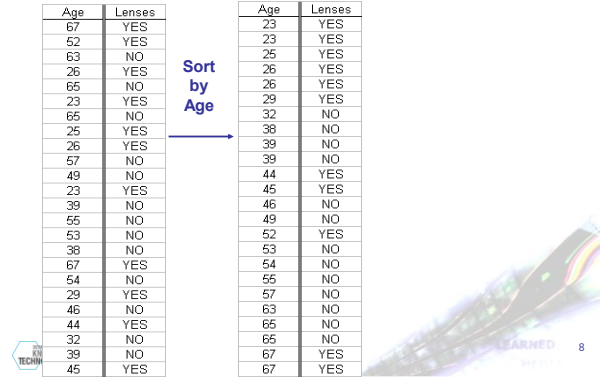 Age Lenses
67 YES
52 YES
63 NO
26 YES
65 NO
23 YES
65 NO
25 YES
26 YES
57 NO
49 NO
23 YES
39 NO
55 NO
53 NO
38 NO
67 YES
54 NO
29 YES
46 NO
44 YES
32 NO
39 NO
45 YES
Sort
by
Age
Age Lenses
23 YES
23 YES
25 YES
26 YES
26 YES
29 YES
32 NO
38 NO
39 NO
39 NO
44 YES
45 YES
46 NO
49 NO
52 YES
53 NO
54 NO
55 NO
57 NO
63 NO
65 NO
65 NO
67 YES
67 YES
KN
TECHN
LEARNED
8